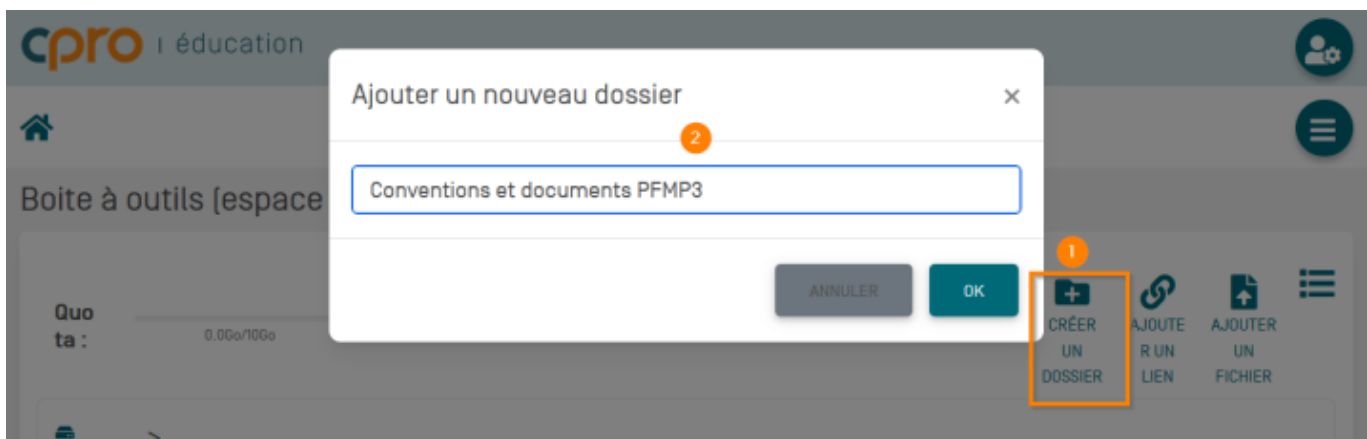 cpro | éducation
Ajouter un nouveau dossier ×
2
Boite à outils (espace
Conventions et documents PFMP3
1
ANNULER OK
Quo
ta :
0.0Go/10Go
CRÉER
UN
DOSSIER
AJOUTE
R UN
LIEN
AJOUTER
UN
FICHIER
>